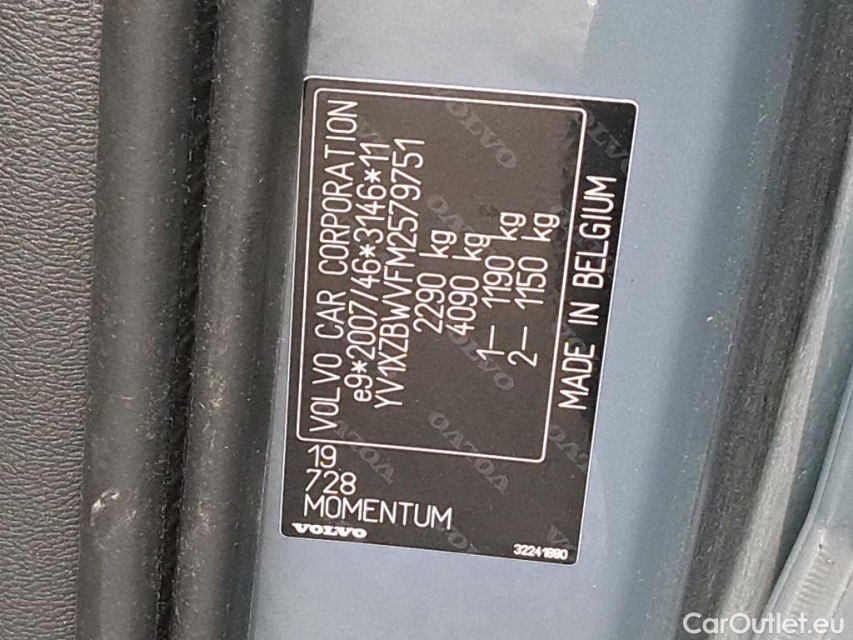 VOLVO CAR CORPORATION
e9*2007/46*3146*11
YV1XZBWVFM2579751
2290 kg
4090 kg
1– 1190 kg
2– 1150 kg
MADE IN BELGIUM
19
728
MOMENTUM
VOLVO
32241690
CarOutlet.eu